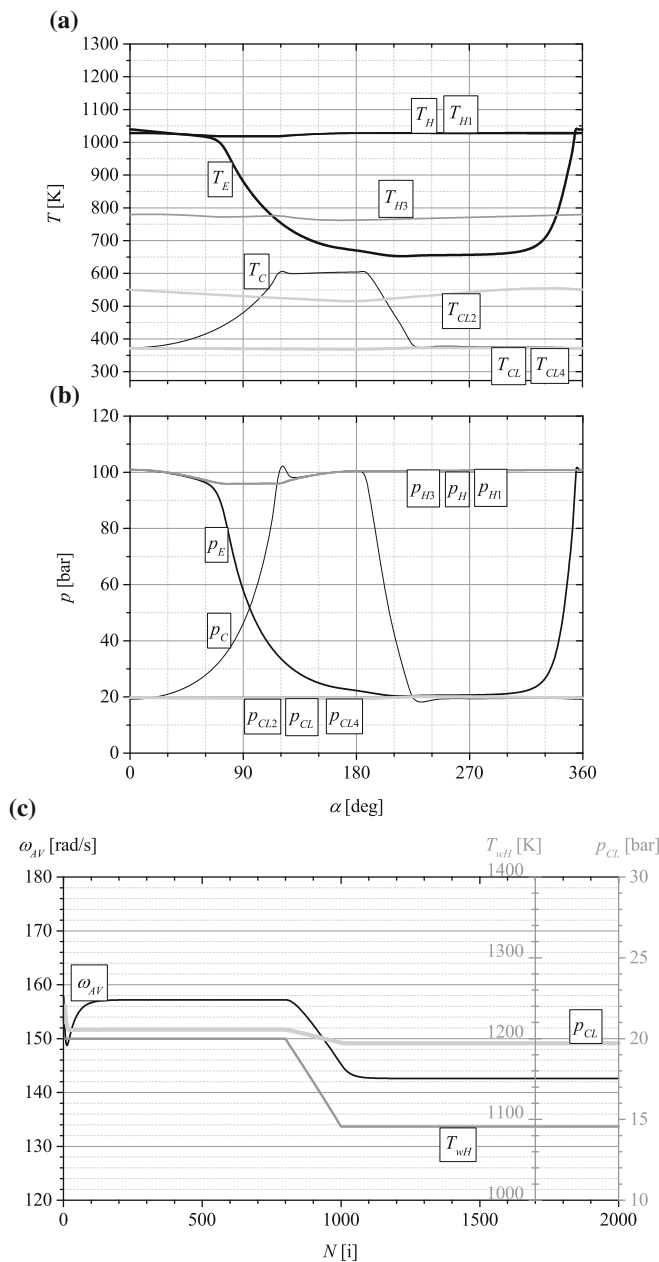 (a)
1300
1200
1100
1000
900
800
700
600
500
400
300
T [K]
T_H T_H1
T_E
T_H3
T_C
T_CL2
T_CL T_CL4
(b)
120
100
80
60
40
20
0
p [bar]
p_H3 p_H p_H1
p_E
p_C
p_CL2 p_CL p_CL4
0 90 180 270 360
α [deg]
(c)
ω_AV [rad/s] T_wH [K] p_CL [bar]
180 1400 30
170
1300 25
160
ω_AV
150 1200 20
p_CL
140
1100 15
130
T_wH
120 1000 10
0 500 1000 1500 2000
N [i]